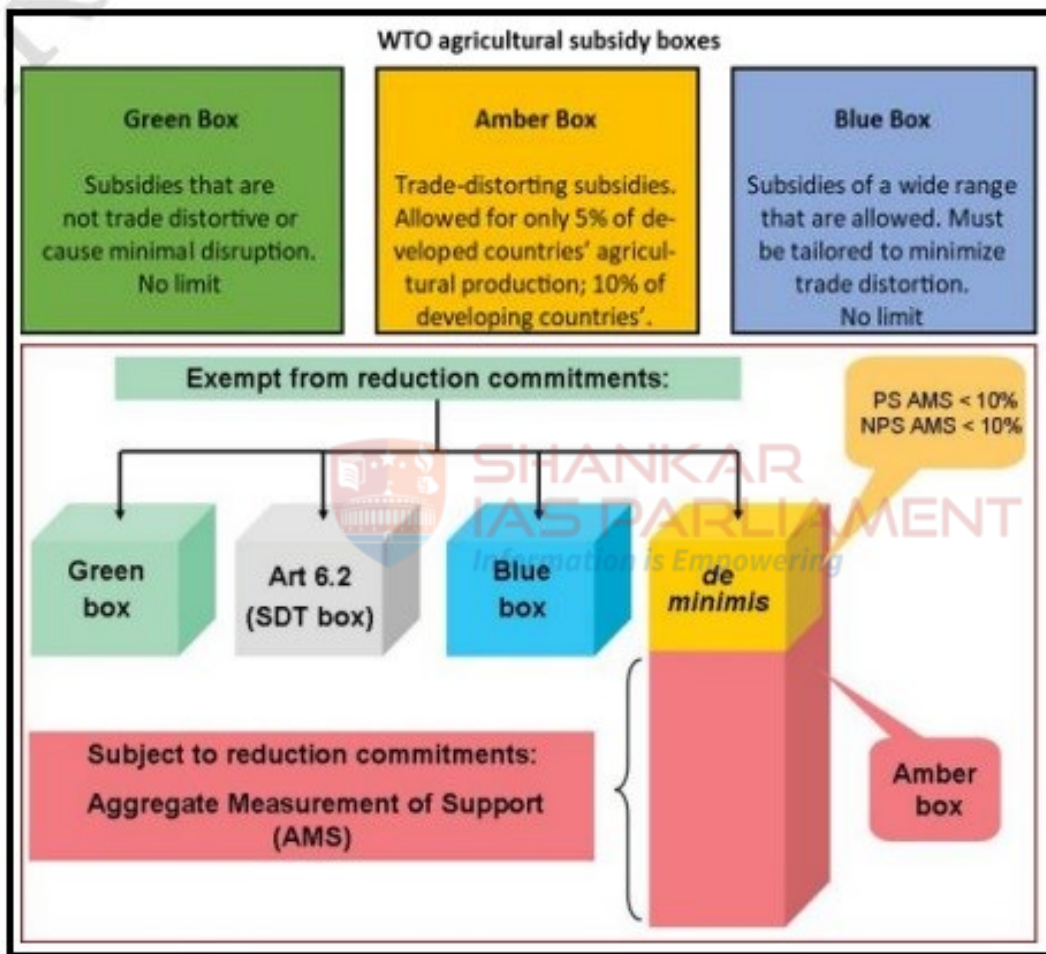 WTO agricultural subsidy boxes
Green Box
Subsidies that are
not trade distortive or
cause minimal disruption.
No limit
Amber Box
Trade-distorting subsidies.
Allowed for only 5% of de-
veloped countries' agricul-
tural production; 10% of
developing countries'.
Blue Box
Subsidies of a wide range
that are allowed. Must
be tailored to minimize
trade distortion.
No limit
Exempt from reduction commitments:
PS AMS < 10%
NPS AMS < 10%
SHANKAR
IAS PARLIAMENT
Information is Empowering
Green
box
Art 6.2
(SDT box)
Blue
box
de
minimis
Subject to reduction commitments:
Aggregate Measurement of Support
(AMS)
Amber
box